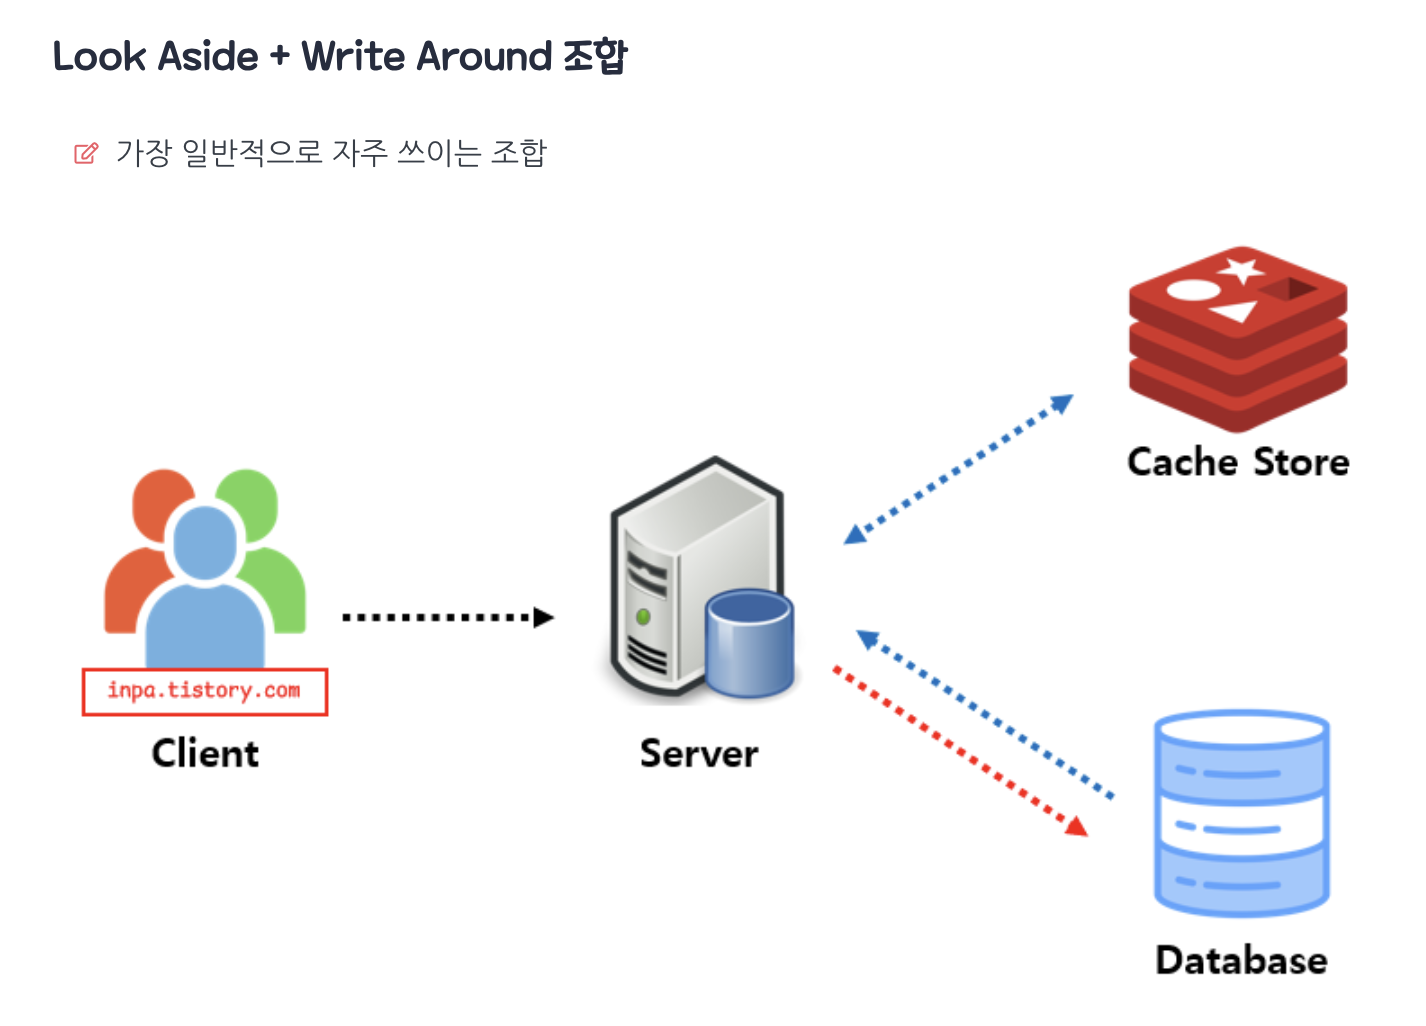 Look Aside + Write Around 조합
가장 일반적으로 자주 쓰이는 조합
Cache Store
inpa.tistory.com
Client
Server
Database